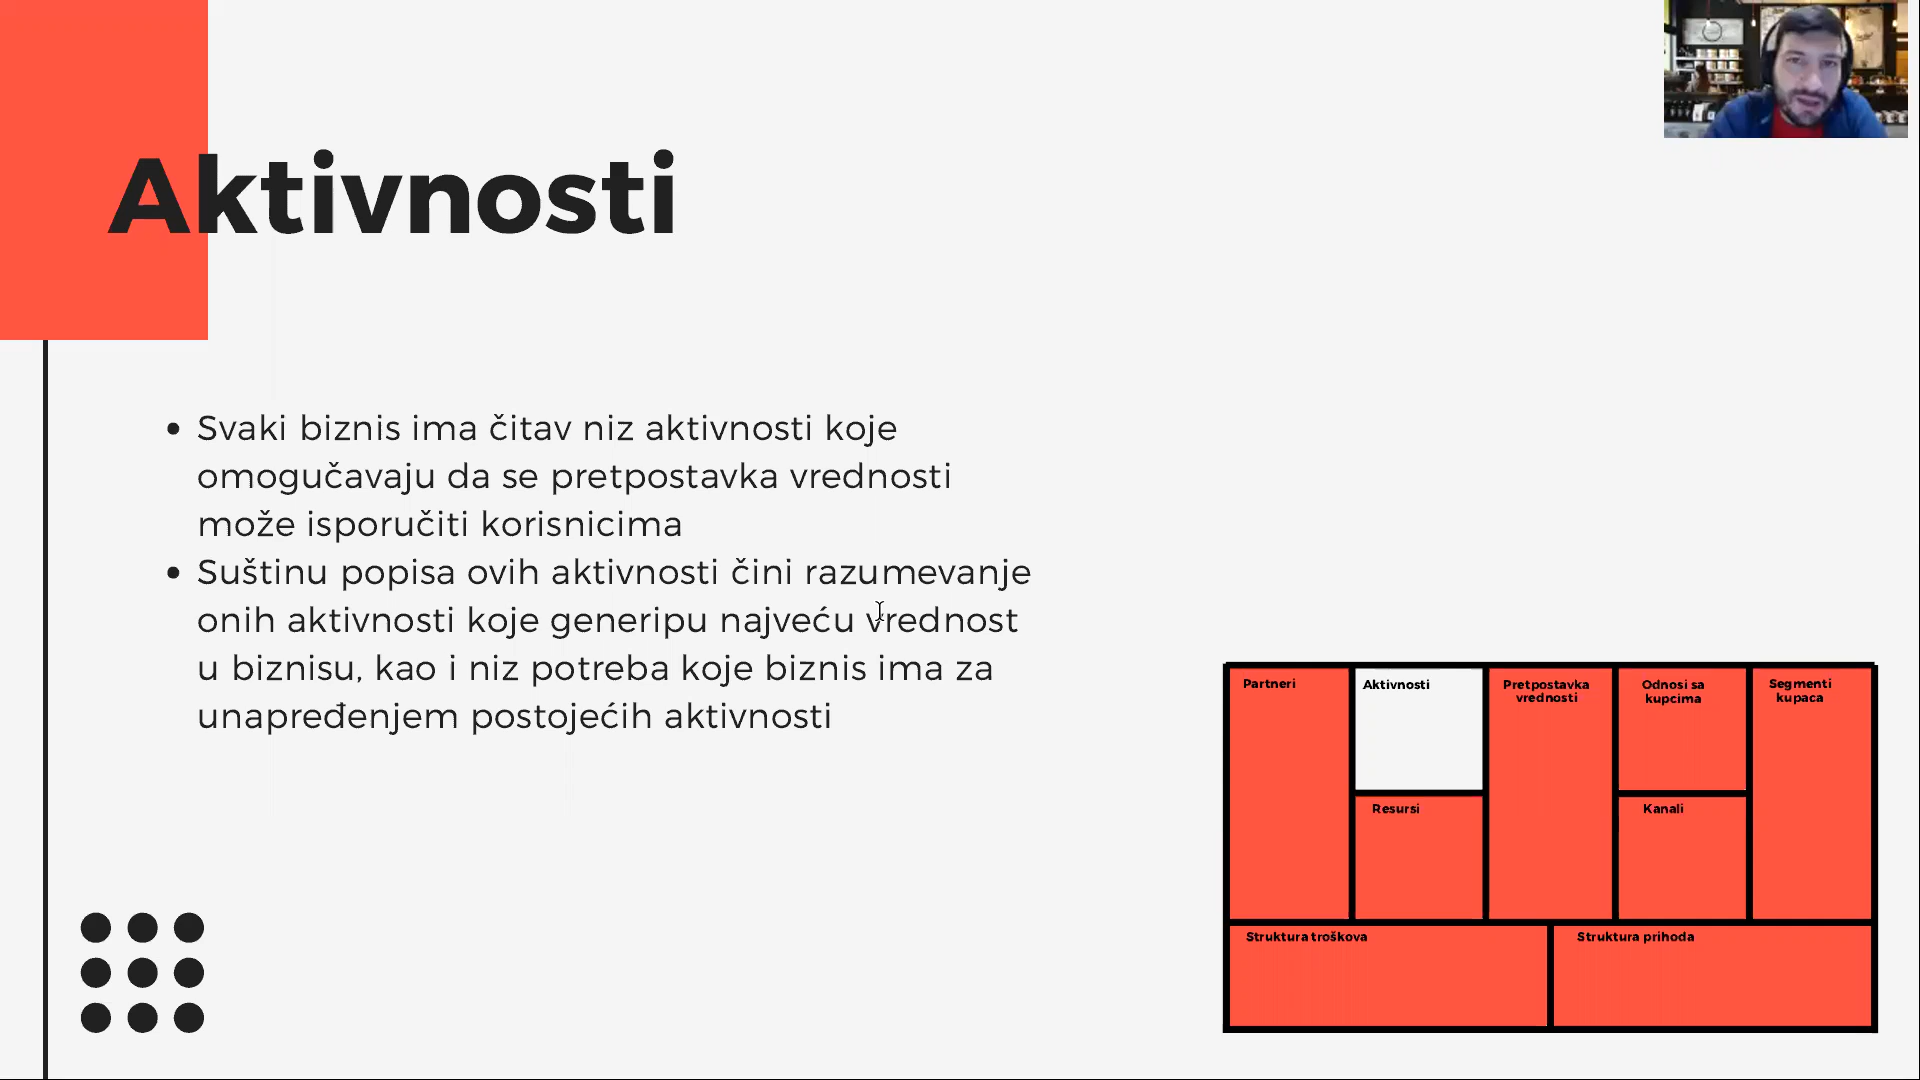 Aktivnosti
Svaki biznis ima čitav niz aktivnosti koje
omogučavaju da se pretpostavka vrednosti
može isporučiti korisnicima
Suštinu popisa ovih aktivnosti čini razumevanje
onih aktivnosti koje generipu najveću vrednost
u biznisu, kao i niz potreba koje biznis ima za
unapređenjem postojećih aktivnosti
Partneri
Aktivnosti
Pretpostavka
vrednosti
Odnosi sa
kupcima
Segmenti
kupaca
Resursi
Kanali
Struktura troškova
Struktura prihoda